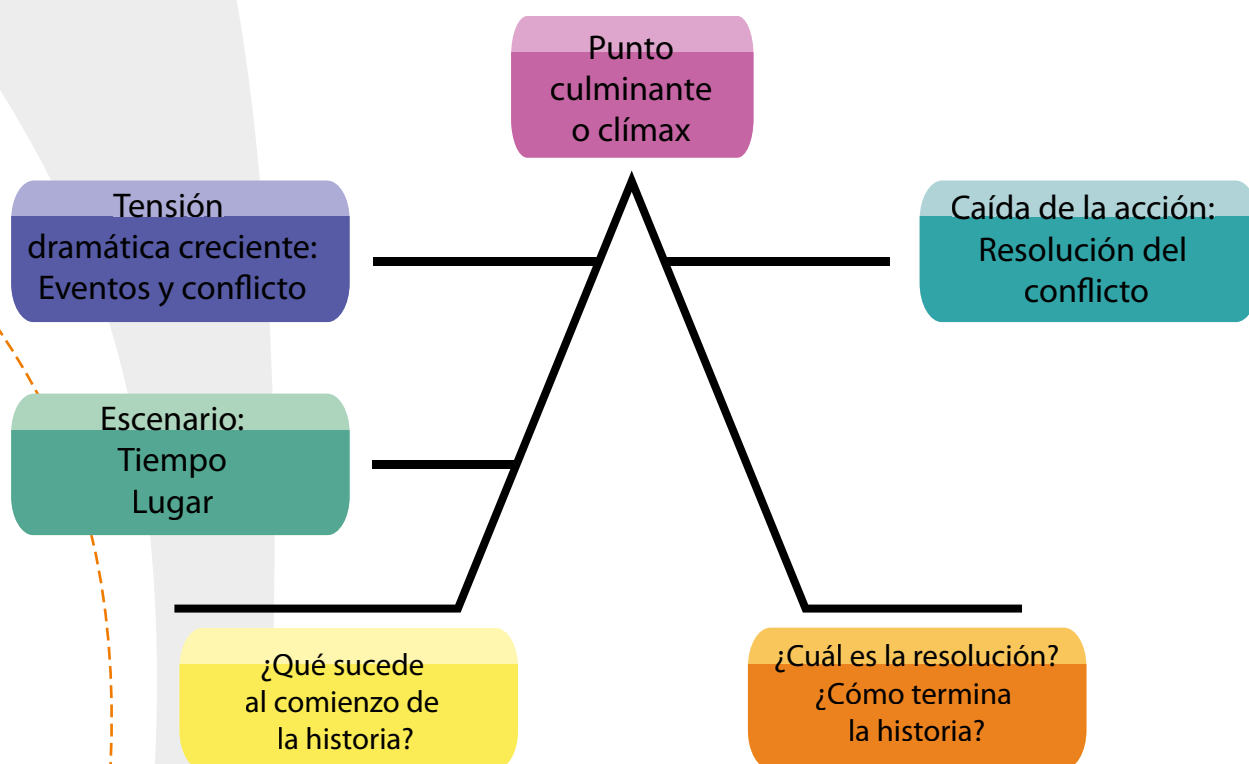 Punto
culminante
o clímax
Tensión
dramática creciente:
Eventos y conflicto
Caída de la acción:
Resolución del
conflicto
Escenario:
Tiempo
Lugar
¿Qué sucede
al comienzo de
la historia?
¿Cuál es la resolución?
¿Cómo termina
la historia?